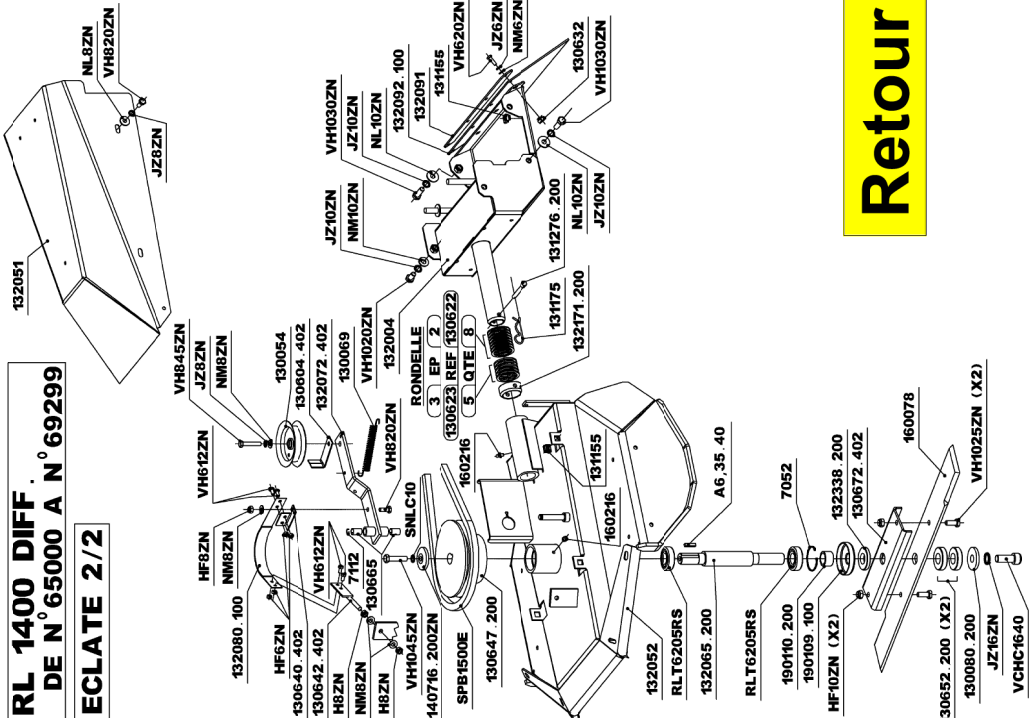 RL 1400 DIFF.
DE N° 65000 A N° 69299
ECLATE 2/2
Retour
132051
NL8ZN
VH820ZN
JZ8ZN
VH1030ZN
JZ10ZN
NL10ZN
132092.100
132091
131155
VH620ZN
JZ6ZN
NM6ZN
130632
VH1030ZN
JZ10ZN
NM10ZN
NL10ZN
JZ10ZN
131276.200
131175
132171.200
VH845ZN
JZ8ZN
NM8ZN
130054
130604.402
132072.402
130069
VH1020ZN
132004
RONDELLE
3 EP 2
130623 REF 130622
5 QTE 8
VH612ZN
HF8ZN
NM8ZN
132080.100
HF6ZN
130640.402
130642.402
H8ZN
NM8ZN
H8ZN
VH612ZN
7112
130665
SNLC10
VH820ZN
VH1045ZN
140716.200ZN
SPB1500E
130647.200
160216
131155
160216
A6,35.40
132052
RLT6205RS
132065.200
RLT6205RS
7052
190110.200
190109.100
HF10ZN (X2)
132338.200
130672.402
160078
VH1025ZN (X2)
30652.200 (X2)
130080.200
JZ16ZN
VCHC1640